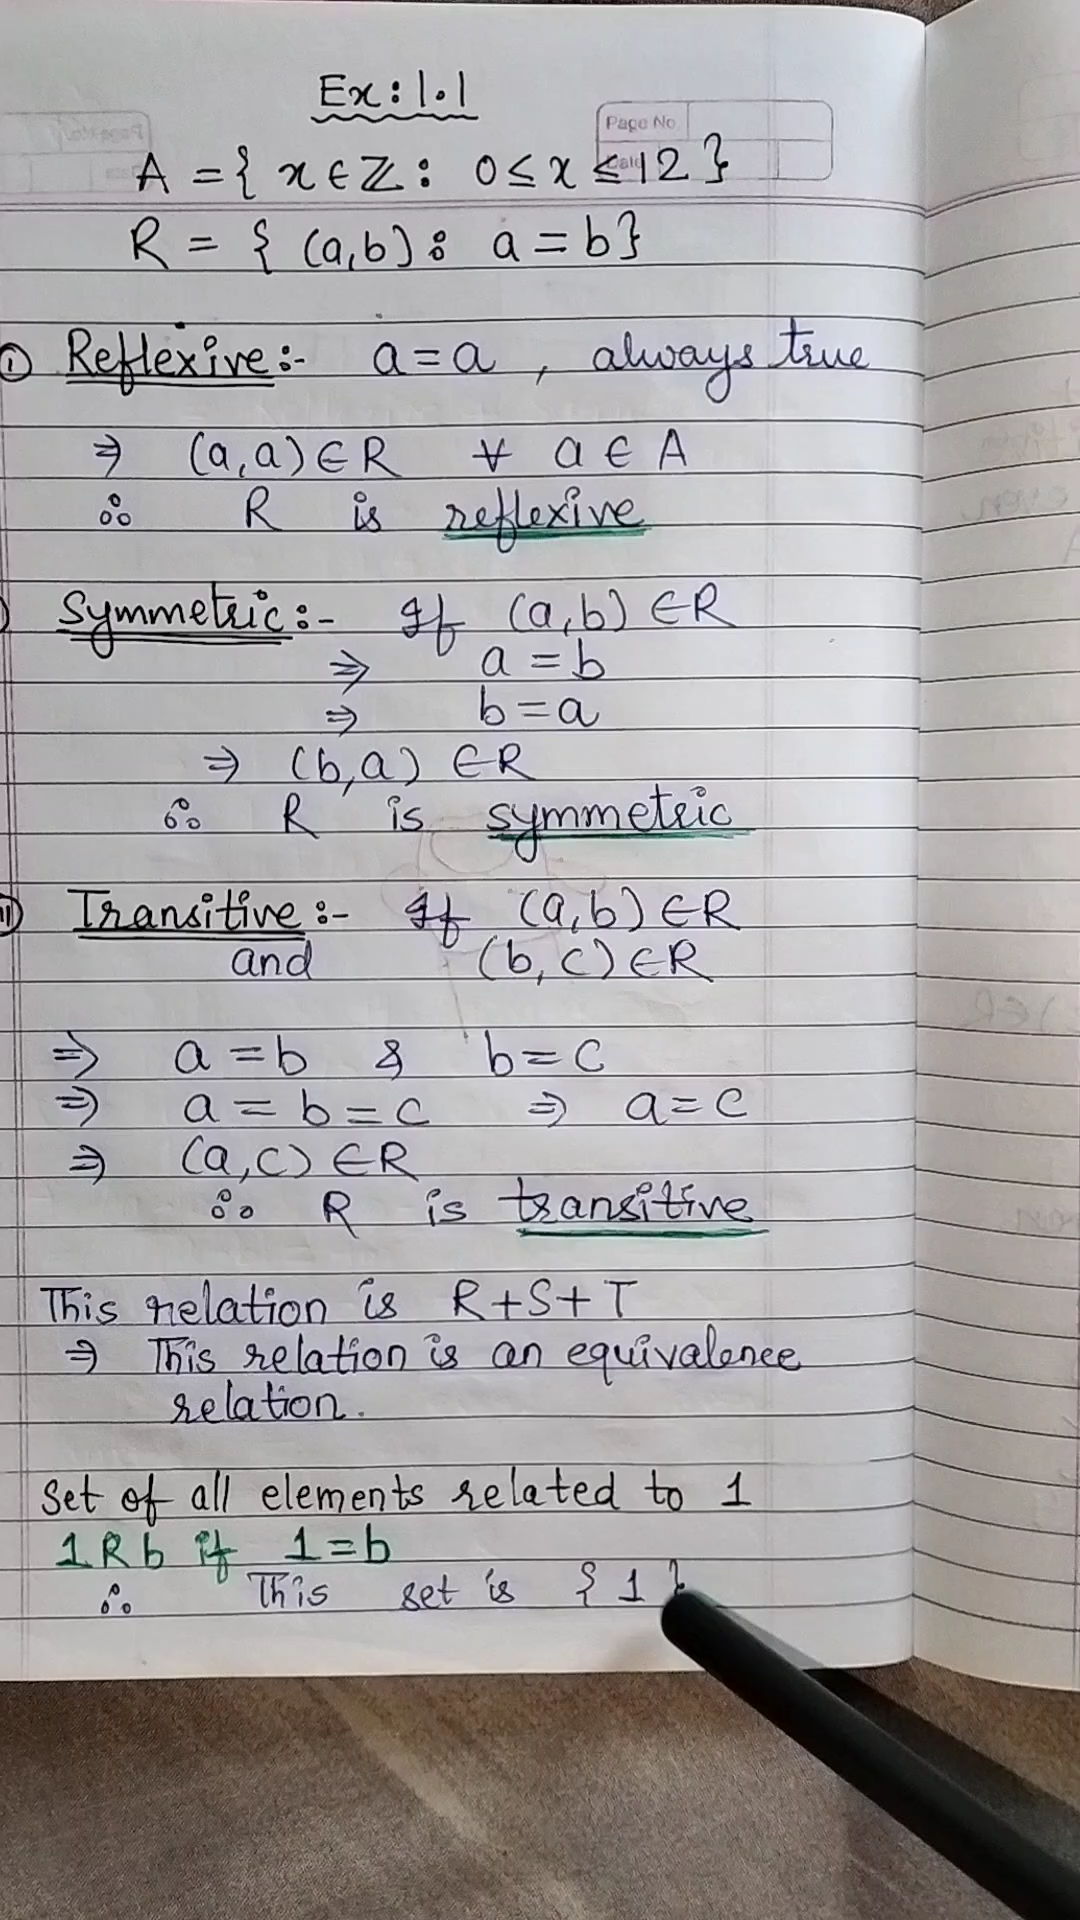 Ex: 1.1
Page No
A = { x ∈ ℤ : 0 ≤ x ≤ 12 }
R = { (a,b) : a = b }
① Reflexive :- a = a , always true
⇒ (a,a) ∈ R ∀ a ∈ A
∴ R is reflexive
Symmetric :- If (a,b) ∈ R
⇒ a = b
⇒ b = a
⇒ (b,a) ∈ R
∴ R is symmetric
Transitive :- If (a,b) ∈ R
and (b,c) ∈ R
⇒ a = b & b = c
⇒ a = b = c ⇒ a = c
⇒ (a,c) ∈ R
∴ R is transitive
This relation is R+S+T
⇒ This relation is an equivalence
relation.
Set of all elements related to 1
1 R b if 1 = b
∴ This set is { 1 }